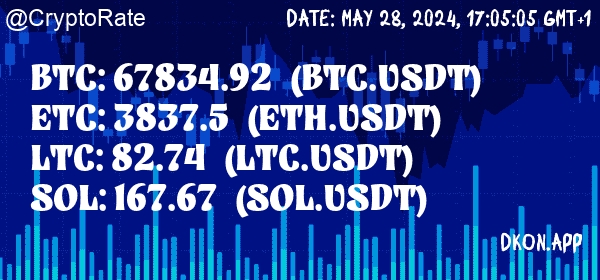 @CryptoRate
DATE: MAY 28, 2024, 17:05:05 GMT+1
BTC: 67834.92 (BTC.USDT)
ETC: 3837.5 (ETH.USDT)
LTC: 82.74 (LTC.USDT)
SOL: 167.67 (SOL.USDT)
DKON.APP